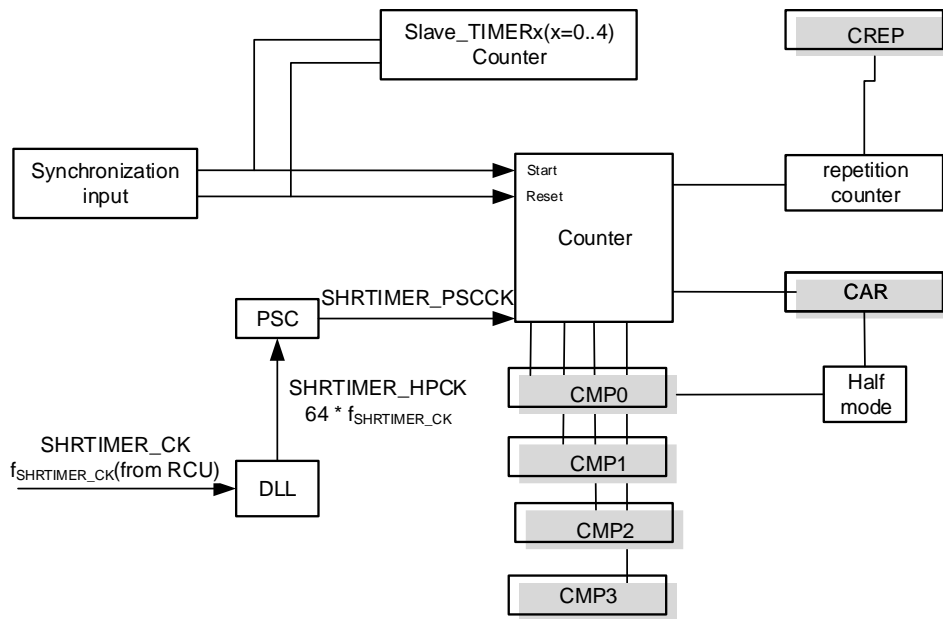 Slave_TIMERx(x=0..4)
Counter
CREP
Synchronization
input
Start
Reset
Counter
repetition
counter
SHRTIMER_PSCCK
PSC
CAR
SHRTIMER_HPCK
64 * fSHRTIMER_CK
Half
mode
CMP0
SHRTIMER_CK
fSHRTIMER_CK(from RCU)
DLL
CMP1
CMP2
CMP3